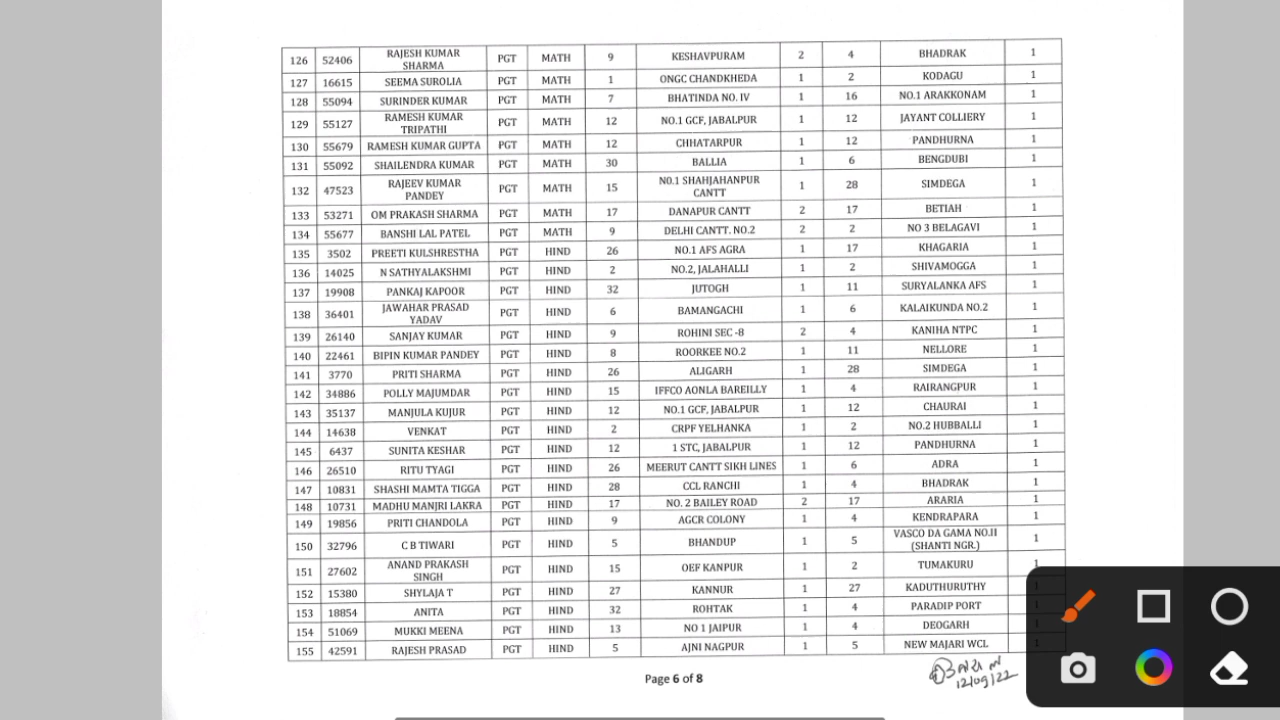 126 52406 RAJESH KUMAR SHARMA PGT MATH 9 KESHAVPURAM 2 4 BHADRAK 1
127 16615 SEEMA SUROLIA PGT MATH 1 ONGC CHANDKHEDA 1 2 KODAGU 1
128 55094 SURINDER KUMAR PGT MATH 7 BHATINDA NO. IV 1 16 NO.1 ARAKKONAM 1
129 55127 RAMESH KUMAR TRIPATHI PGT MATH 12 NO.1 GCF, JABALPUR 1 12 JAYANT COLLIERY 1
130 55679 RAMESH KUMAR GUPTA PGT MATH 12 CHHATARPUR 1 12 PANDHURNA 1
131 55092 SHAILENDRA KUMAR PGT MATH 30 BALLIA 1 6 BENGDUBI 1
132 47523 RAJEEV KUMAR PANDEY PGT MATH 15 N0.1 SHAHJAHANPUR CANTT 1 28 SIMDEGA 1
133 53271 OM PRAKASH SHARMA PGT MATH 17 DANAPUR CANTT 2 17 BETIAH 1
134 55677 BANSHI LAL PATEL PGT MATH 9 DELHI CANTT. NO.2 2 2 NO 3 BELAGAVI 1
135 3502 PREETI KULSHRESTHA PGT HIND 26 NO.1 AFS AGRA 1 17 KHAGARIA 1
136 14025 N SATHYALAKSHMI PGT HIND 2 NO.2, JALAHALLI 1 2 SHIVAMOGGA 1
137 19908 PANKAJ KAPOOR PGT HIND 32 JUTOGH 1 11 SURYALANKA AFS 1
138 36401 JAWAHAR PRASAD YADAV PGT HIND 6 BAMANGACHI 1 6 KALAIKUNDA NO.2 1
139 26140 SANJAY KUMAR PGT HIND 9 ROHINI SEC -8 2 4 KANIHA NTPC 1
140 22461 BIPIN KUMAR PANDEY PGT HIND 8 ROORKEE NO.2 1 11 NELLORE 1
141 3770 PRITI SHARMA PGT HIND 26 ALIGARH 1 28 SIMDEGA 1
142 34886 POLLY MAJUMDAR PGT HIND 15 IFFCO AONLA BAREILLY 1 4 RAIRANGPUR 1
143 35137 MANJULA KUJUR PGT HIND 12 NO.1 GCF, JABALPUR 1 12 CHAURAI 1
144 14638 VENKAT PGT HIND 2 CRPF YELHANKA 1 2 NO.2 HUBBALLI 1
145 6437 SUNITA KESHAR PGT HIND 12 1 STC, JABALPUR 1 12 PANDHURNA 1
146 26510 RITU TYAGI PGT HIND 26 MEERUT CANTT SIKH LINES 1 6 ADRA 1
147 10831 SHASHI MAMTA TIGGA PGT HIND 28 CCL RANCHI 1 4 BHADRAK 1
148 10731 MADHU MANJRI LAKRA PGT HIND 17 NO. 2 BAILEY ROAD 2 17 ARARIA 1
149 19856 PRITI CHANDOLA PGT HIND 9 AGCR COLONY 1 4 KENDRAPARA 1
150 32796 C B TIWARI PGT HIND 5 BHANDUP 1 5 VASCO DA GAMA NO.II (SHANTI NGR.) 1
151 27602 ANAND PRAKASH SINGH PGT HIND 15 OEF KANPUR 1 2 TUMAKURU 1
152 15380 SHYLAJA T PGT HIND 27 KANNUR 1 27 KADUTHURUTHY 1
153 18854 ANITA PGT HIND 32 ROHTAK 1 4 PARADIP PORT 1
154 51069 MUKKI MEENA PGT HIND 13 NO 1 JAIPUR 1 4 DEOGARH 1
155 42591 RAJESH PRASAD PGT HIND 5 AJNI NAGPUR 1 5 NEW MAJARI WCL 1
Page 6 of 8
12/09/22